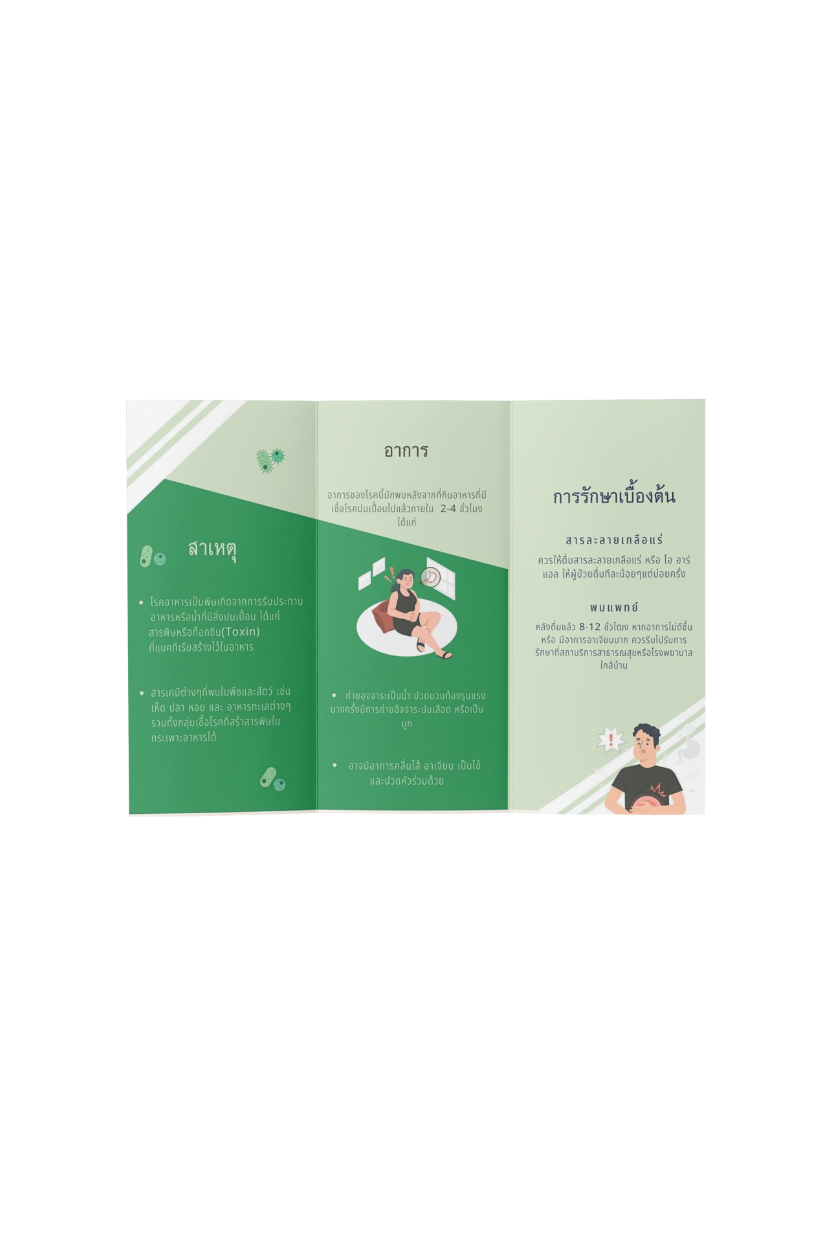 สาเหตุ
โรคอาหารเป็นพิษเกิดจากการรับประทาน
อาหารหรือน้ำที่มีสิ่งปนเปื้อน ได้แก่
สารพิษหรือท็อกซิน(Toxin)
ที่แบคทีเรียสร้างไว้ในอาหาร
สารเคมีต่างๆที่พบในพืชและสัตว์ เช่น
เห็ด ปลา หอย และ อาหารทะเลต่างๆ
รวมทั้งกลุ่มเชื้อโรคที่สร้าสารพิษใน
กระเพาะอาหารได้
อาการ
อาการของโรคนี้มักพบหลังจากที่กินอาหารที่มี
เชื้อโรคปนเปื้อนไปแล้วภายใน 2-4 ชั่วโมง
ได้แก่
ถ่ายอุจจาระเป็นน้ำ ปวดมวนท้องรุนแรง
บางครั้งมีการถ่ายอึจจาระปนเลือด หรือเป็น
มูก
อาจมีอาการคลื่นไส้ อาเจียน เป็นไข้
และปวดหัวร่วมด้วย
การรักษาเบื้องต้น
สารละลายเกลือแร่
ควรให้ดื่มสารละลายเกลือแร่ หรือ โอ อาร์
แอล ให้ผู้ป่วยดื่มทีละน้อยๆแต่บ่อยครั้ง
พบแพทย์
หลังดื่มแล้ว 8-12 ชั่วโมง หากอาการไม่ดีขึ้น
หรือ มีอาการอาเจียนมาก ควรรีบไปรับการ
รักษาที่สถาบริการสาธารณสุขหรือโรงพยาบาล
ใกล้บ้าน